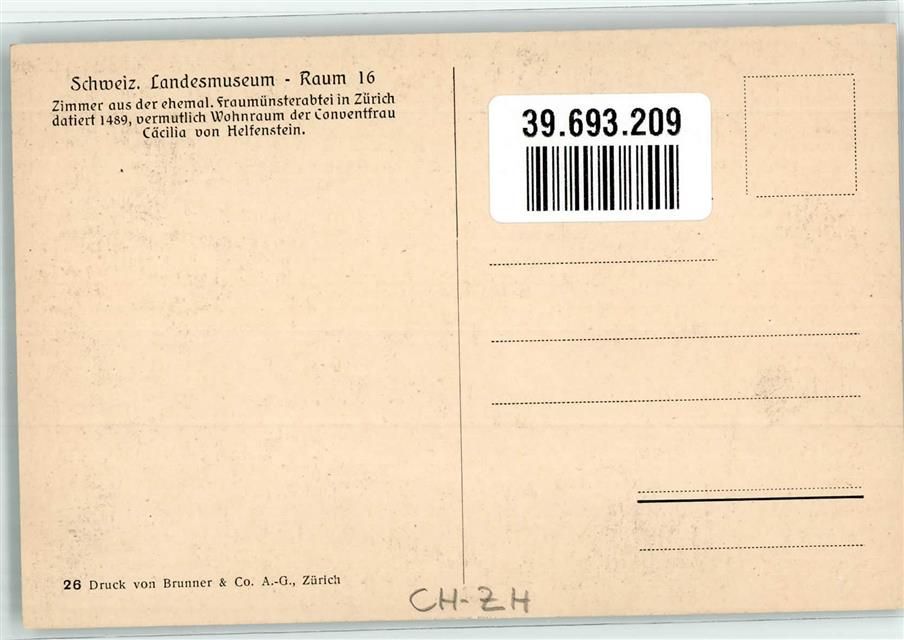 Schweiz. Landesmuseum - Raum 16
Zimmer aus der ehemal. Fraumünsterabtei in Zürich
datiert 1489, vermutlich Wohnraum der Conventfrau
Cäcilia von Helfenstein.
39.693.209
26 Druck von Brunner & Co. A.-G., Zürich
CH-ZH